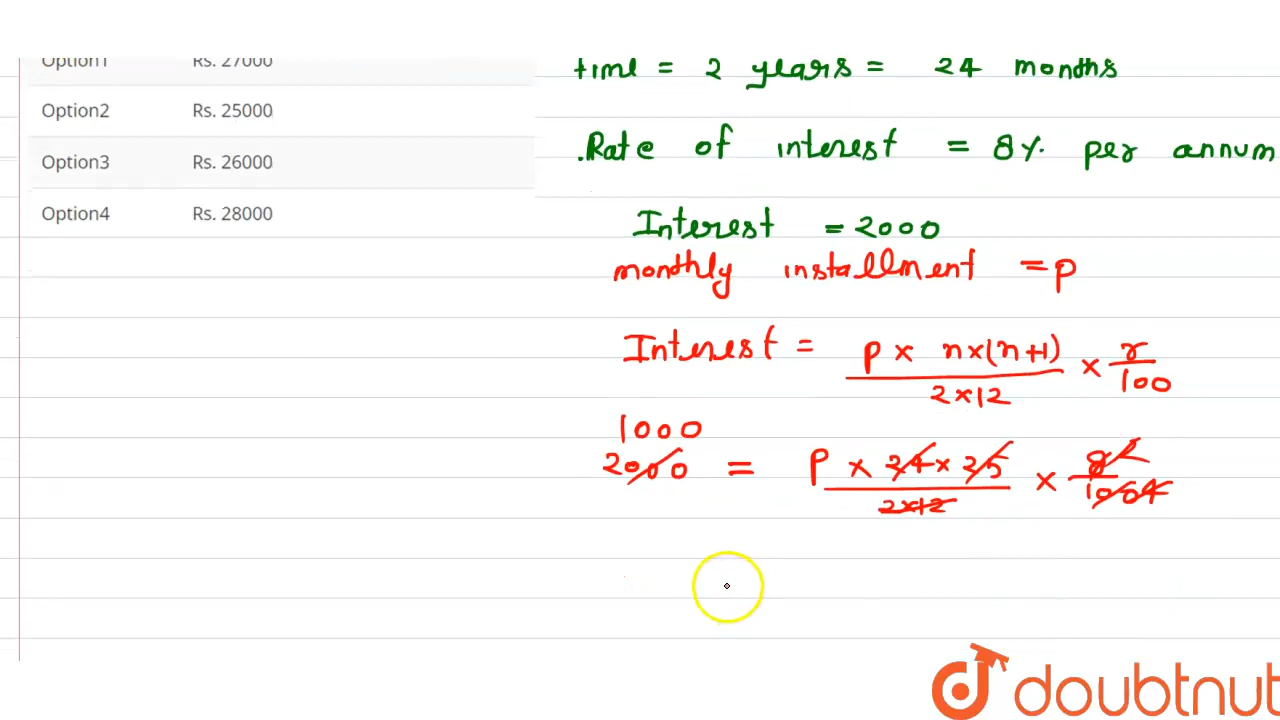 Option1 Rs. 27000
Option2 Rs. 25000
Option3 Rs. 26000
Option4 Rs. 28000
time = 2 years = 24 months
.Rate of interest = 8%. per annum
Interest = 2000
monthly installment = p
Interest = p × n×(n+1) / 2×12 × r / 100
1000
2000 = p × 24 × 25 / 2×12 × 8 2 / 100 4
doubtnut